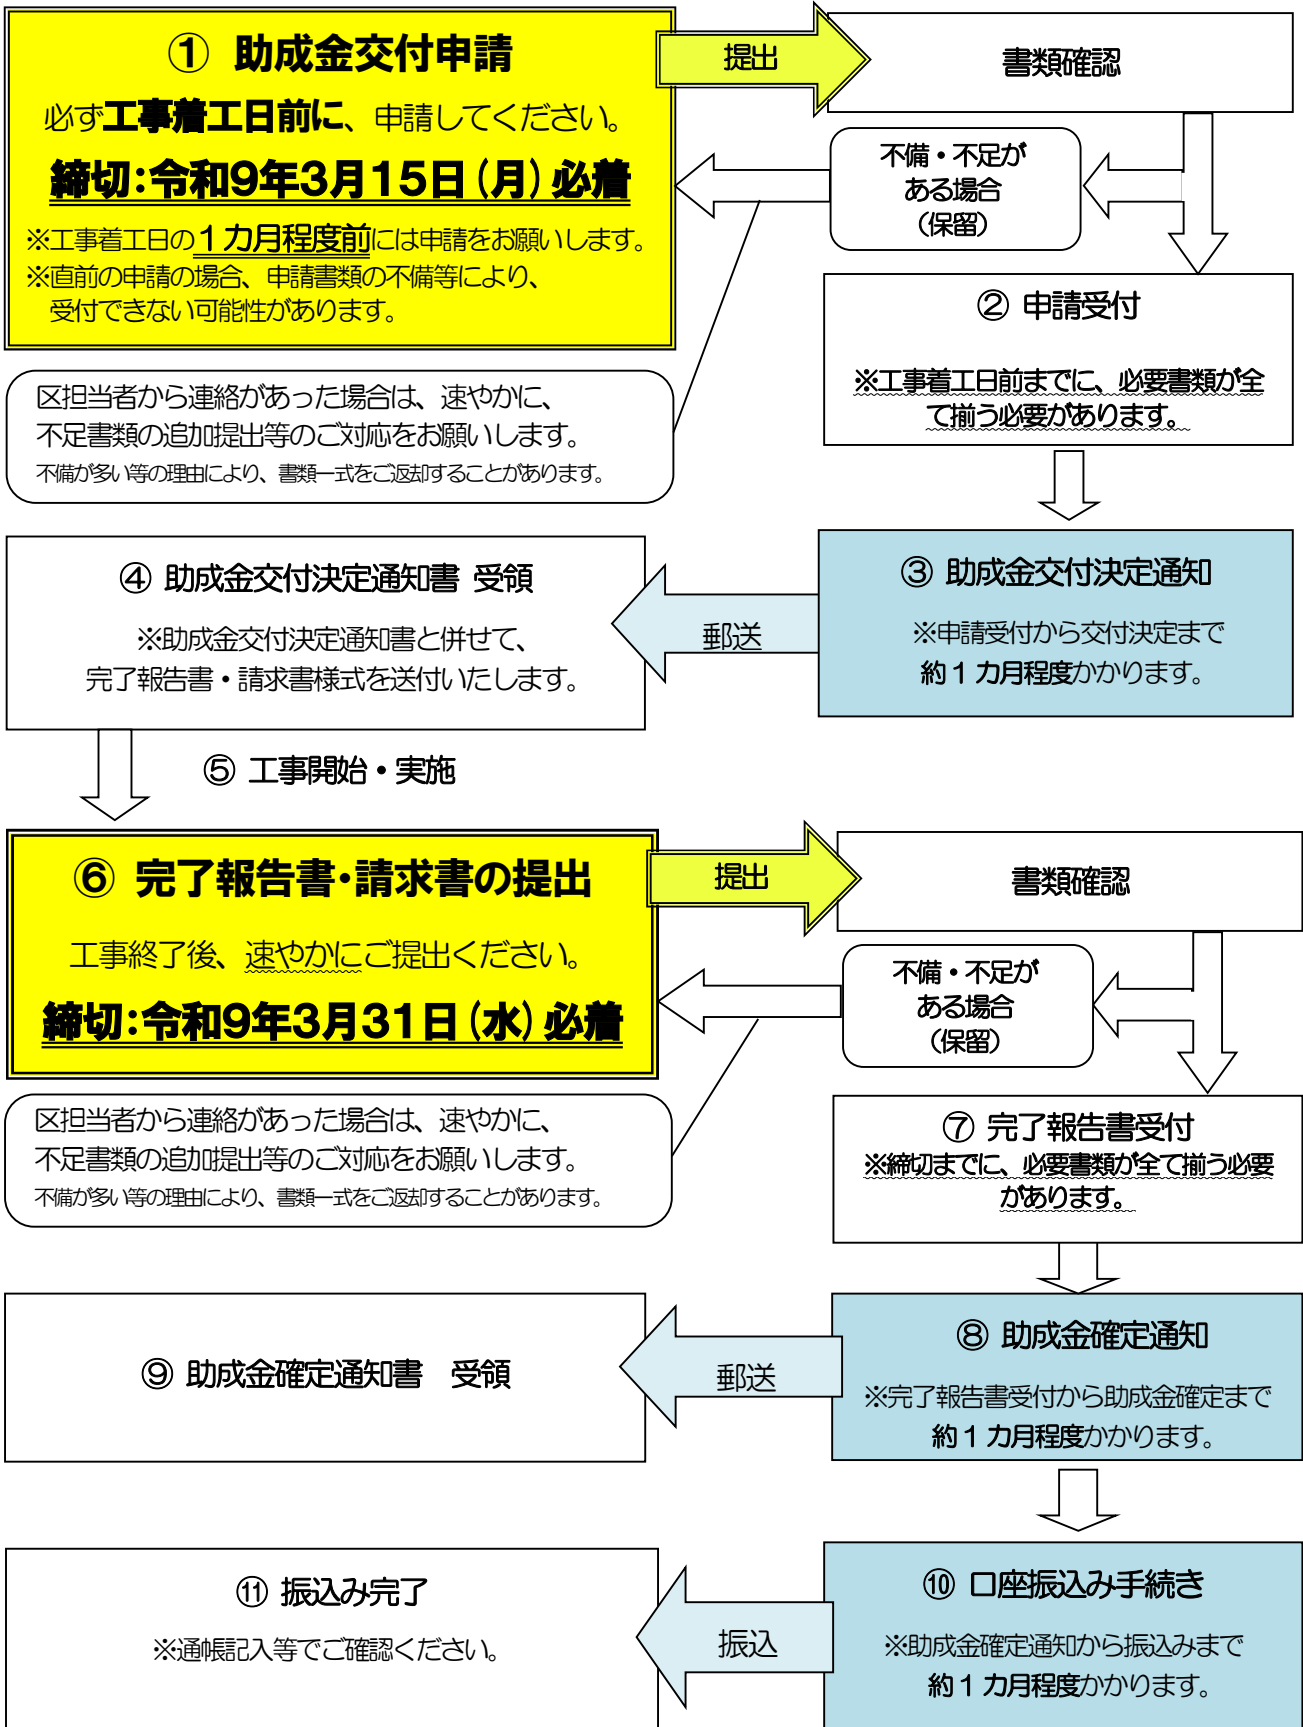 ① 助成金交付申請
必ず工事着工日前に、申請してください。
締切:令和9年3月15日(月)必着
※工事着工日の１カ月程度前には申請をお願いします。
※直前の申請の場合、申請書類の不備等により、
受付できない可能性があります。
提出
書類確認
不備・不足が
ある場合
（保留）
② 申請受付
※工事着工日前までに、必要書類が全
て揃う必要があります。
区担当者から連絡があった場合は、速やかに、
不足書類の追加提出等のご対応をお願いします。
不備が多い等の理由により、書類一式をご返却することがあります。
③ 助成金交付決定通知
※申請受付から交付決定まで
約１カ月程度かかります。
郵送
④ 助成金交付決定通知書 受領
※助成金交付決定通知書と併せて、
完了報告書・請求書様式を送付いたします。
⑤ 工事開始・実施
⑥ 完了報告書・請求書の提出
工事終了後、速やかにご提出ください。
締切:令和9年3月31日(水)必着
提出
書類確認
不備・不足が
ある場合
（保留）
区担当者から連絡があった場合は、速やかに、
不足書類の追加提出等のご対応をお願いします。
不備が多い等の理由により、書類一式をご返却することがあります。
⑦ 完了報告書受付
※締切までに、必要書類が全て揃う必要
があります。
⑧ 助成金確定通知
※完了報告書受付から助成金確定まで
約１カ月程度かかります。
郵送
⑨ 助成金確定通知書　受領
⑩ 口座振込み手続き
※助成金確定通知から振込みまで
約１カ月程度かかります。
振込
⑪ 振込み完了
※通帳記入等でご確認ください。